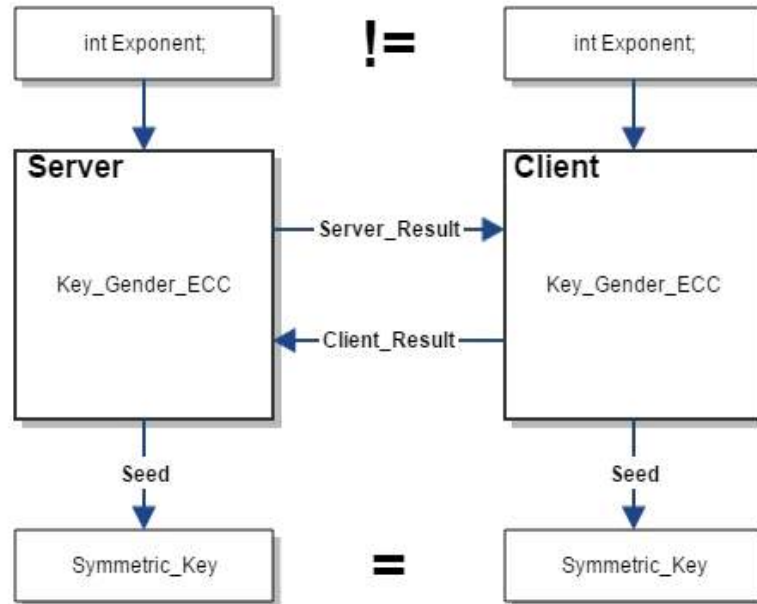 int Exponent;
!=
int Exponent;
Server
Client
Server_Result
Key_Gender_ECC
Key_Gender_ECC
Client_Result
Seed
Seed
Symmetric_Key
=
Symmetric_Key